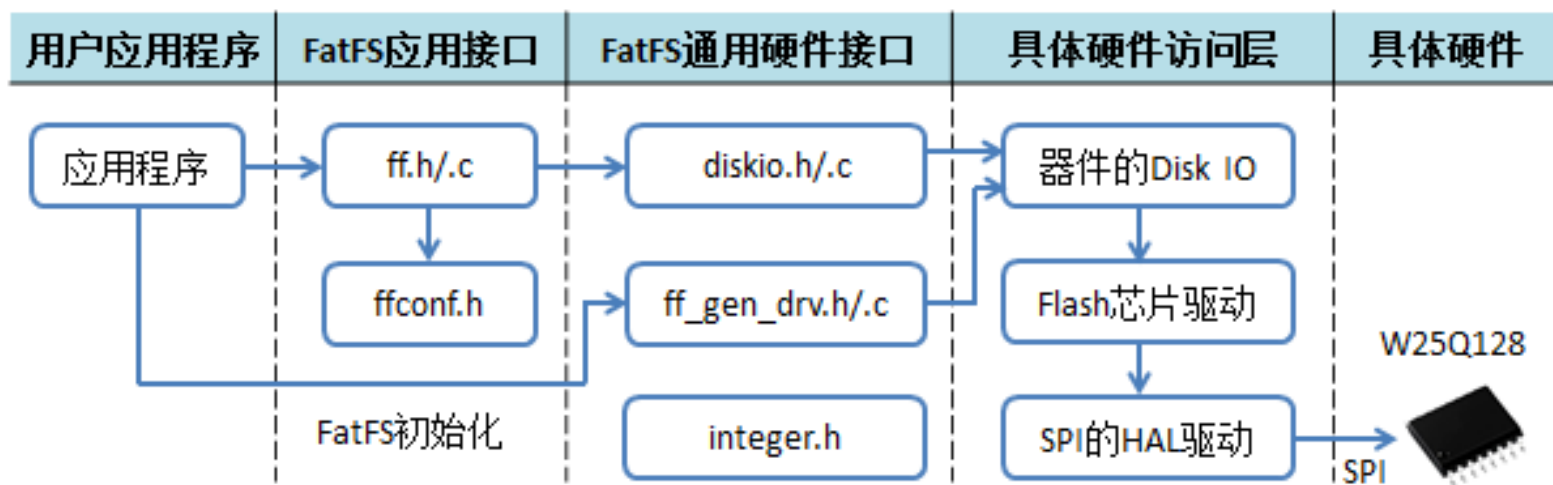 用户应用程序 FatFS应用接口 FatFS通用硬件接口 具体硬件访问层 具体硬件
应用程序 ff.h/.c diskio.h/.c 器件的Disk IO
ffconf.h ff_gen_drv.h/.c Flash芯片驱动
W25Q128
FatFS初始化 integer.h SPI的HAL驱动
SPI